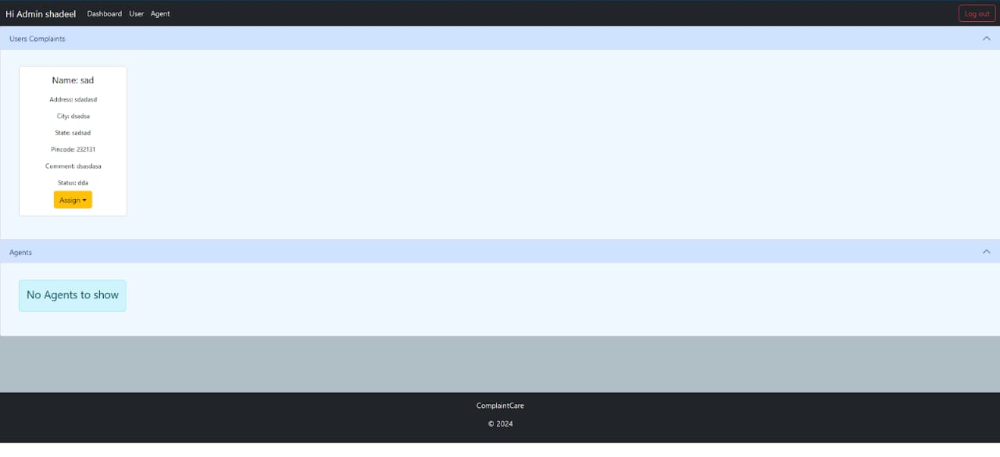 Hi Admin shadeel Dashboard User Agent Log out
Users Complaints
Name: sad
Address: sdadasd
City: dsadsa
State: sadsad
Pincode: 232131
Comment: dsasdasa
Status: dda
Assign
Agents
No Agents to show
ComplaintCare
© 2024